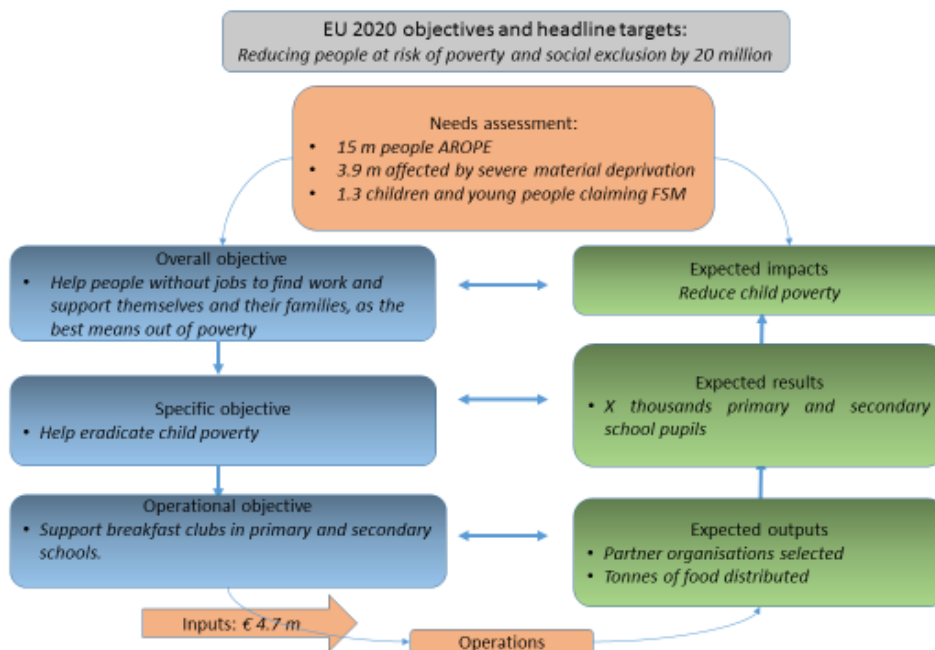 EU 2020 objectives and headline targets:
Reducing people at risk of poverty and social exclusion by 20 million
Needs assessment:
• 15 m people AROPE
• 3.9 m affected by severe material deprivation
• 1.3 children and young people claiming FSM
Overall objective
• Help people without jobs to find work and
support themselves and their families, as the
best means out of poverty
Expected impacts
Reduce child poverty
Specific objective
• Help eradicate child poverty
Expected results
• X thousands primary and secondary
school pupils
Operational objective
• Support breakfast clubs in primary and secondary
schools.
Expected outputs
• Partner organisations selected
• Tonnes of food distributed
Inputs: € 4.7 m
Operations